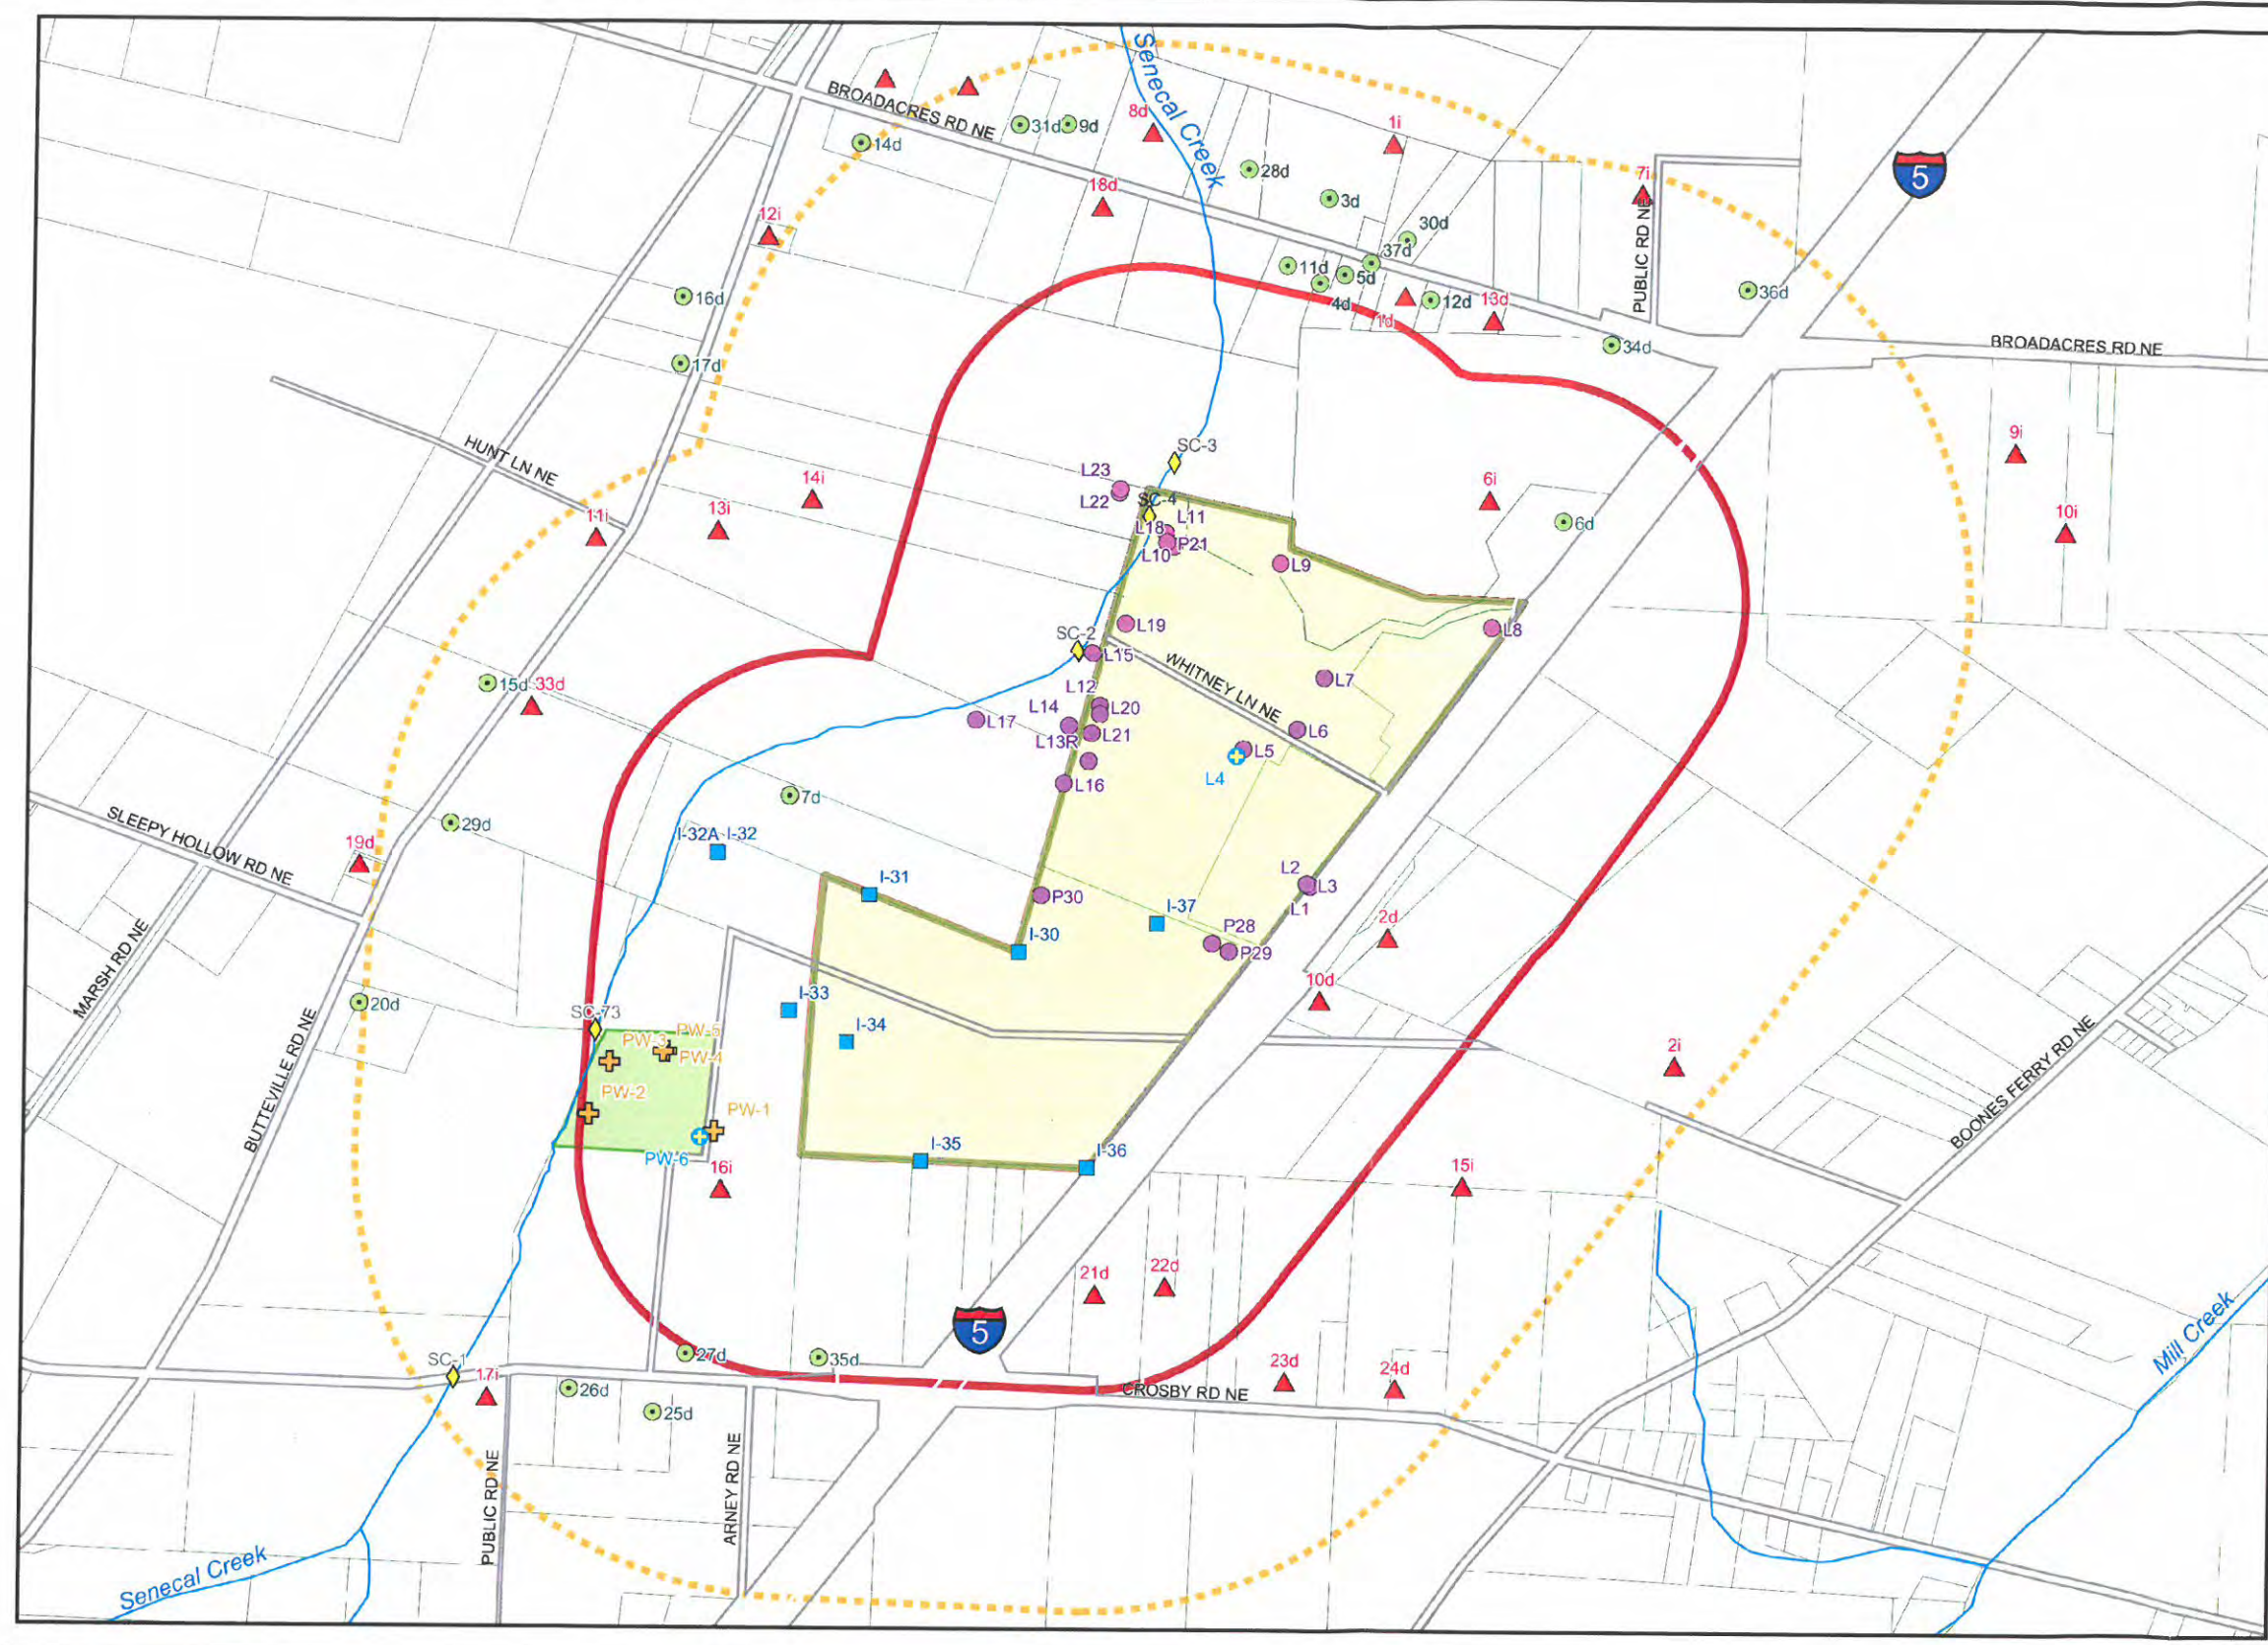 Senecal Creek
BROADACRES RD NE
8d
1i
31d
9d
14d
28d
7i
5
18d
3d
12i
30d
37d
PUBLIC RD NE
11d
5d
16d
4d
12d
13d
36d
1d
34d
BROADACRES RD NE
17d
HUNT LN NE
SC-3
9i
L23
14i
L22
SC-4
6i
13i
L11
11i
L18
6d
10i
L10
P21
L9
L19
SC-2
L8
L15
WHITNEY LN NE
15d
33d
L12
L7
L14
L20
L17
L13R
L21
L6
L5
L4
L16
7d
SLEEPY HOLLOW RD NE
29d
I-32A
I-32
19d
L2
I-31
L3
P30
L1
I-37
2d
P28
I-30
P29
MARSH RD NE
10d
I-33
20d
SC-73
I-34
PW-5
PW-3
PW-4
2i
BUTTEVILLE RD NE
PW-2
PW-1
BOONES FERRY RD NE
I-35
I-36
PW-6
16i
15i
21d
22d
5
Mill Creek
27d
35d
SC-1
17i
23d
24d
26d
CROSBY RD NE
25d
PUBLIC RD NE
ARNEY RD NE
Senecal Creek